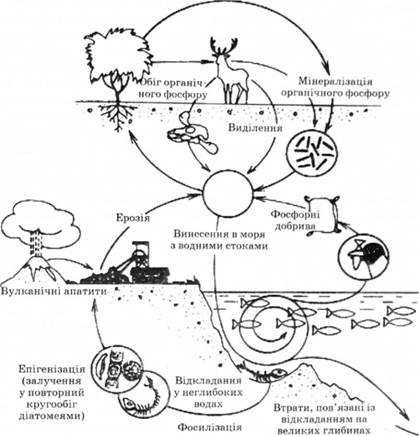 Обіг органіч-
ного фосфору
Мінералізація
органічного фосфору
Виділення
Ерозія
Винесення в моря
з водними стоками
Фосфорні
добрива
Вулканічні апатити
Епігенізація
(залучення
у повторний
кругообіг
діатомеями)
Відкладання
у неглибоких
водах
Фосилізація
Втрати, пов'язані із
відкладанням на
великих глибинах